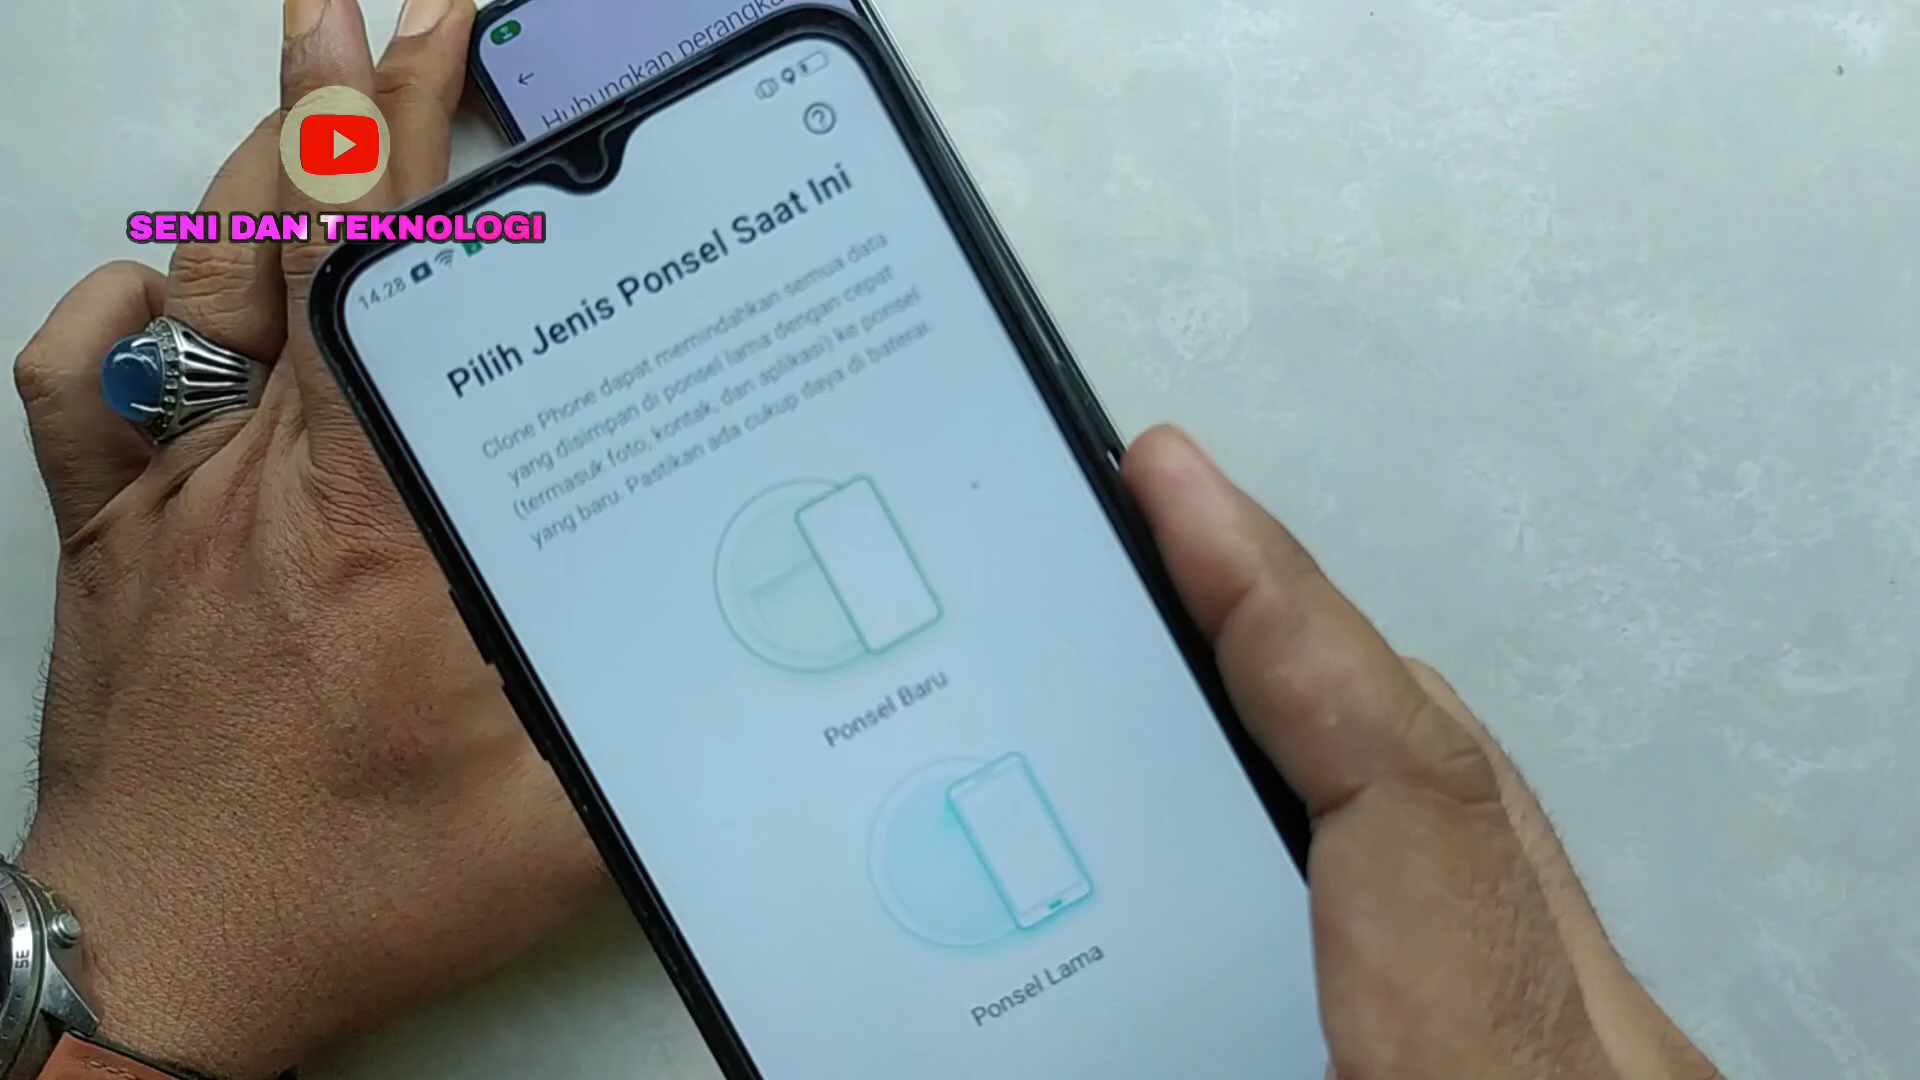 Hubungkan perangka
SENI DAN TEKNOLOGI
14.28
Pilih Jenis Ponsel Saat Ini
Clone Phone dapat memindahkan semua data
yang disimpan di ponsel lama dengan cepat
(termasuk foto, kontak, dan aplikasi) ke ponsel
yang baru. Pastikan ada cukup daya di baterai.
Ponsel Baru
Ponsel Lama
SE